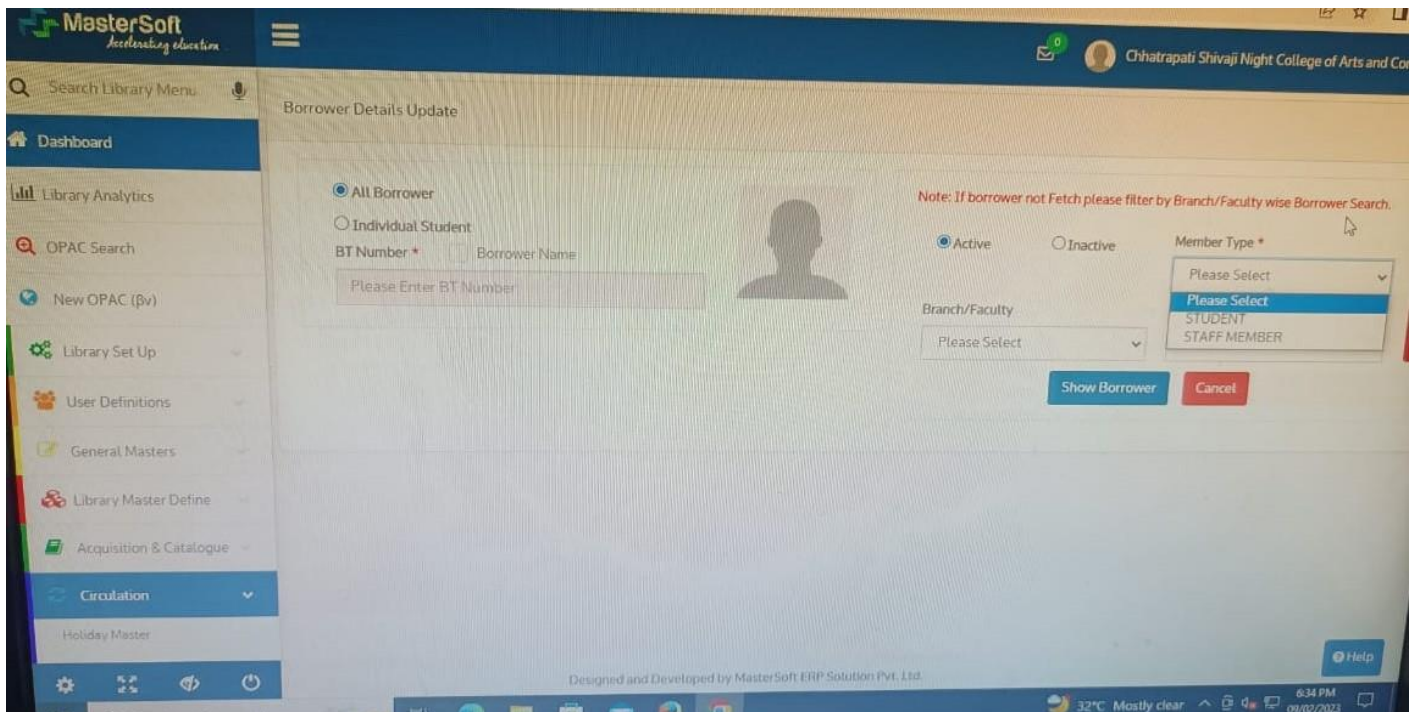 MasterSoft
Accelerating education
0
Chhatrapati Shivaji Night College of Arts and Co
Search Library Menu
Borrower Details Update
Dashboard
Library Analytics
OPAC Search
New OPAC (βv)
Library Set Up
User Definitions
General Masters
Library Master Define
Acquisition & Catalogue
Circulation
Holiday Master
All Borrower
Individual Student
BT Number *
Borrower Name
Please Enter BT Number
Note: If borrower not Fetch please filter by Branch/Faculty wise Borrower Search.
Active
Inactive
Member Type *
Please Select
Please Select
STUDENT
STAFF MEMBER
Branch/Faculty
Please Select
Show Borrower
Cancel
Help
Designed and Developed by MasterSoft ERP Solution Pvt. Ltd.
32°C Mostly clear
6:34 PM
09/02/2023